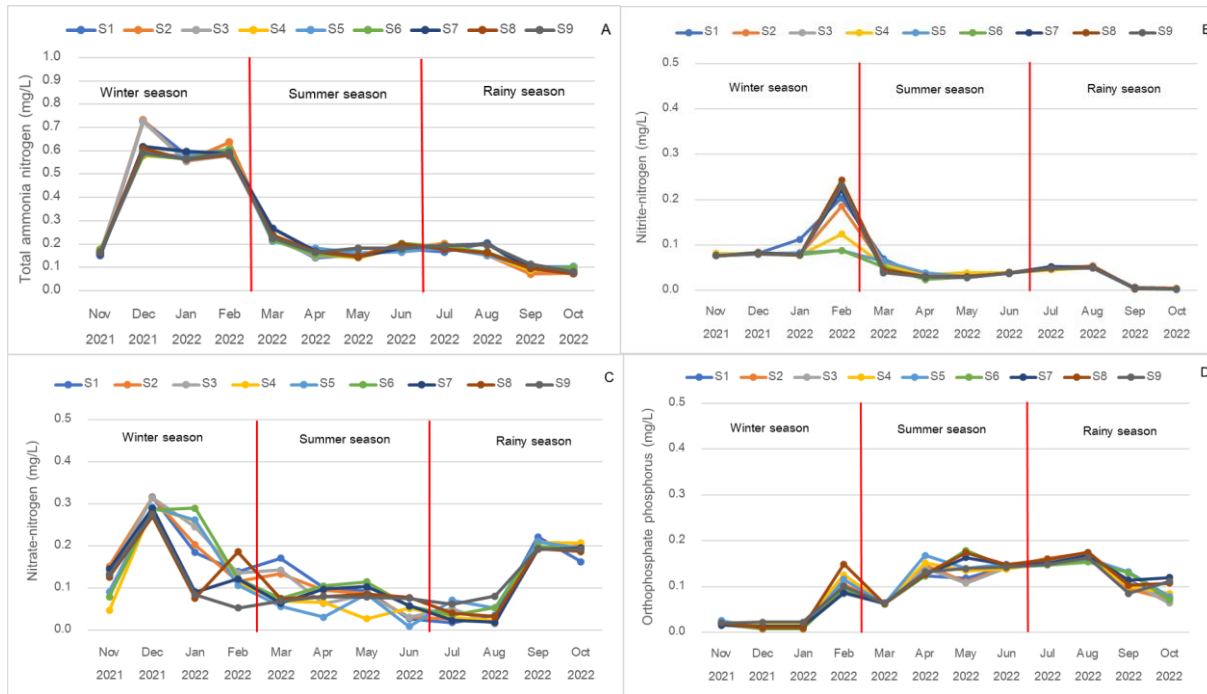 S1 S2 S3 S4 S5 S6 S7 S8 S9 A
Total ammonia nitrogen (mg/L)
1.0
0.9
0.8
0.7
0.6
0.5
0.4
0.3
0.2
0.1
0.0
Winter season Summer season Rainy season
Nov Dec Jan Feb Mar Apr May Jun Jul Aug Sep Oct
2021 2021 2022 2022 2022 2022 2022 2022 2022 2022 2022 2022
S1 S2 S3 S4 S5 S6 S7 S8 S9
Nitrite-nitrogen (mg/L)
0.5
0.4
0.3
0.2
0.1
0.0
Winter season Summer season Rainy season
Nov Dec Jan Feb Mar Apr May Jun Jul Aug Sep Oct
2021 2021 2022 2022 2022 2022 2022 2022 2022 2022 2022 2022
S1 S2 S3 S4 S5 S6 S7 S8 S9 C
Nitrate-nitrogen (mg/L)
0.5
0.4
0.3
0.2
0.1
0.0
Winter season Summer season Rainy season
Nov Dec Jan Feb Mar Apr May Jun Jul Aug Sep Oct
2021 2021 2022 2022 2022 2022 2022 2022 2022 2022 2022 2022
S1 S2 S3 S4 S5 S6 S7 S8 S9 D
Orthophosphate phosphorus (mg/L)
0.5
0.4
0.3
0.2
0.1
0.0
Winter season Summer season Rainy season
Nov Dec Jan Feb Mar Apr May Jun Jul Aug Sep Oct
2021 2021 2022 2022 2022 2022 2022 2022 2022 2022 2022 2022